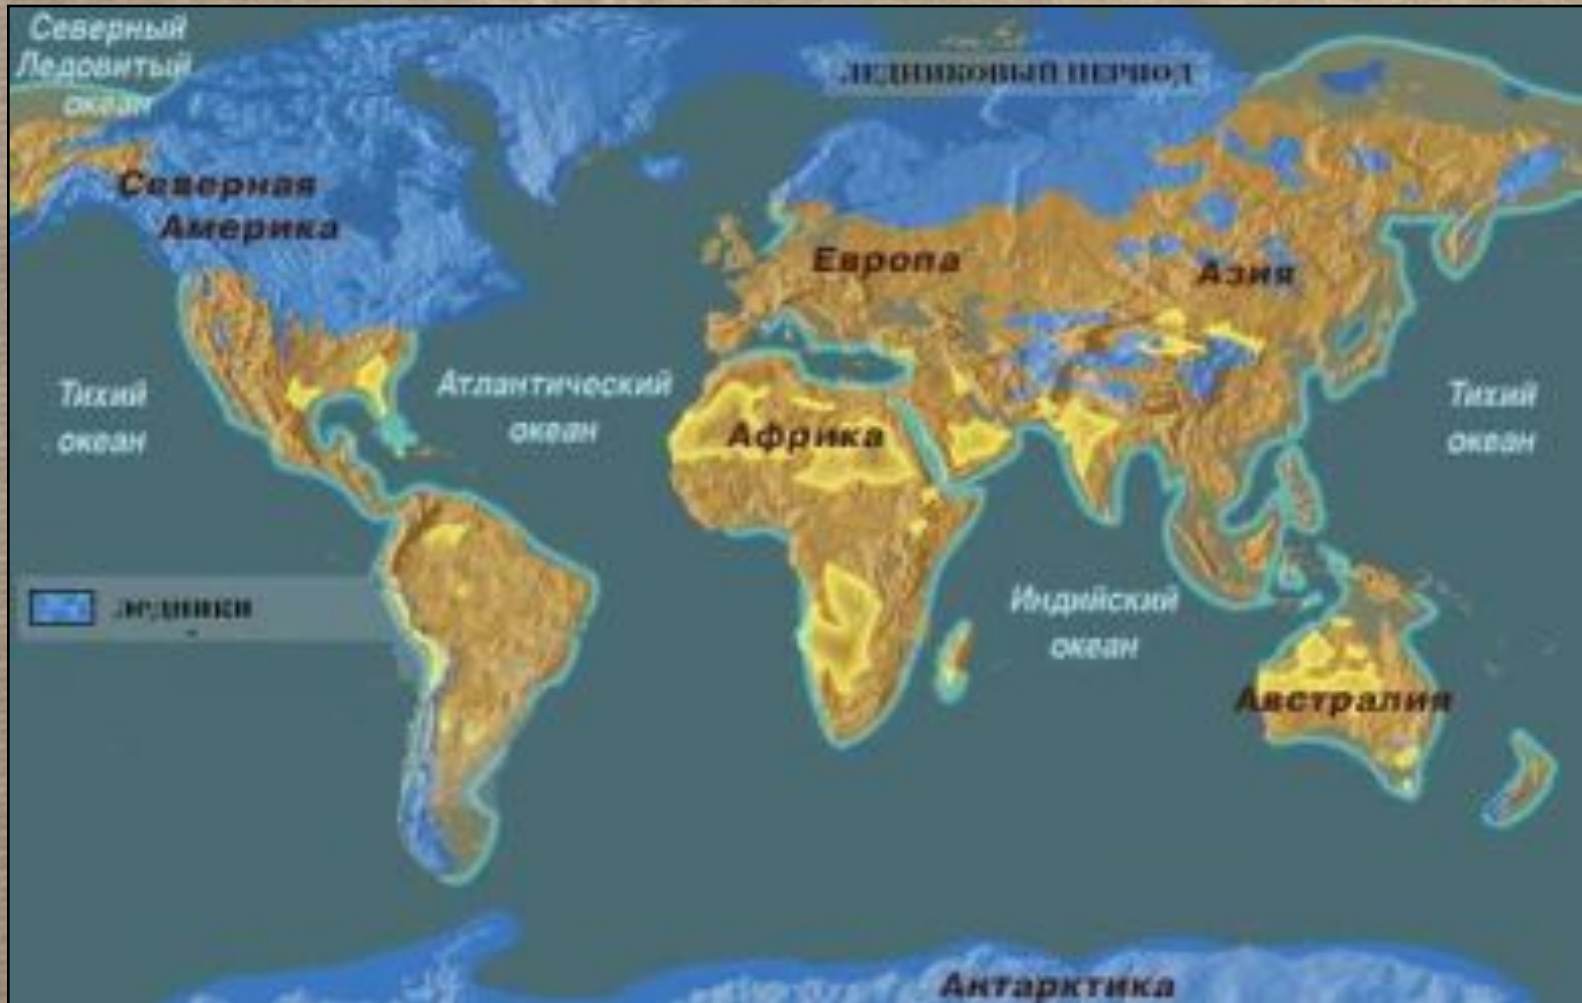 Северный
Ледовитый
океан
ЛЕДНИКОВЫЙ ПЕРИОД
Северная
Америка
Европа
Азия
Тихий
океан
Атлантический
океан
Африка
Тихий
океан
ледники
Индийский
океан
Австралия
Антарктика